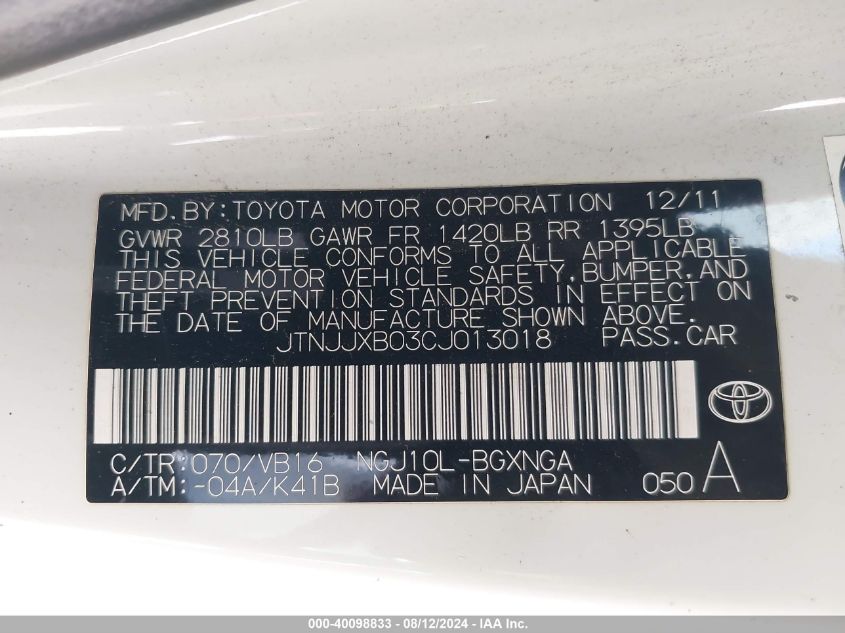 MFD. BY: TOYOTA MOTOR CORPORATION 12/11
GVWR 2810LB GAWR FR 1420LB RR 1395LB
THIS VEHICLE CONFORMS TO ALL APPLICABLE
FEDERAL MOTOR VEHICLE SAFETY, BUMPER, AND
THEFT PREVENTION STANDARDS IN EFFECT ON
THE DATE OF MANUFACTURE SHOWN ABOVE.
JTNJJXB03CJ013018 PASS.CAR
C/TR: 070/VB16 NGJ10L-BGXNGA
A/TM: -04A/K41B MADE IN JAPAN 050 A
000-40098833 - 08/12/2024 - IAA Inc.